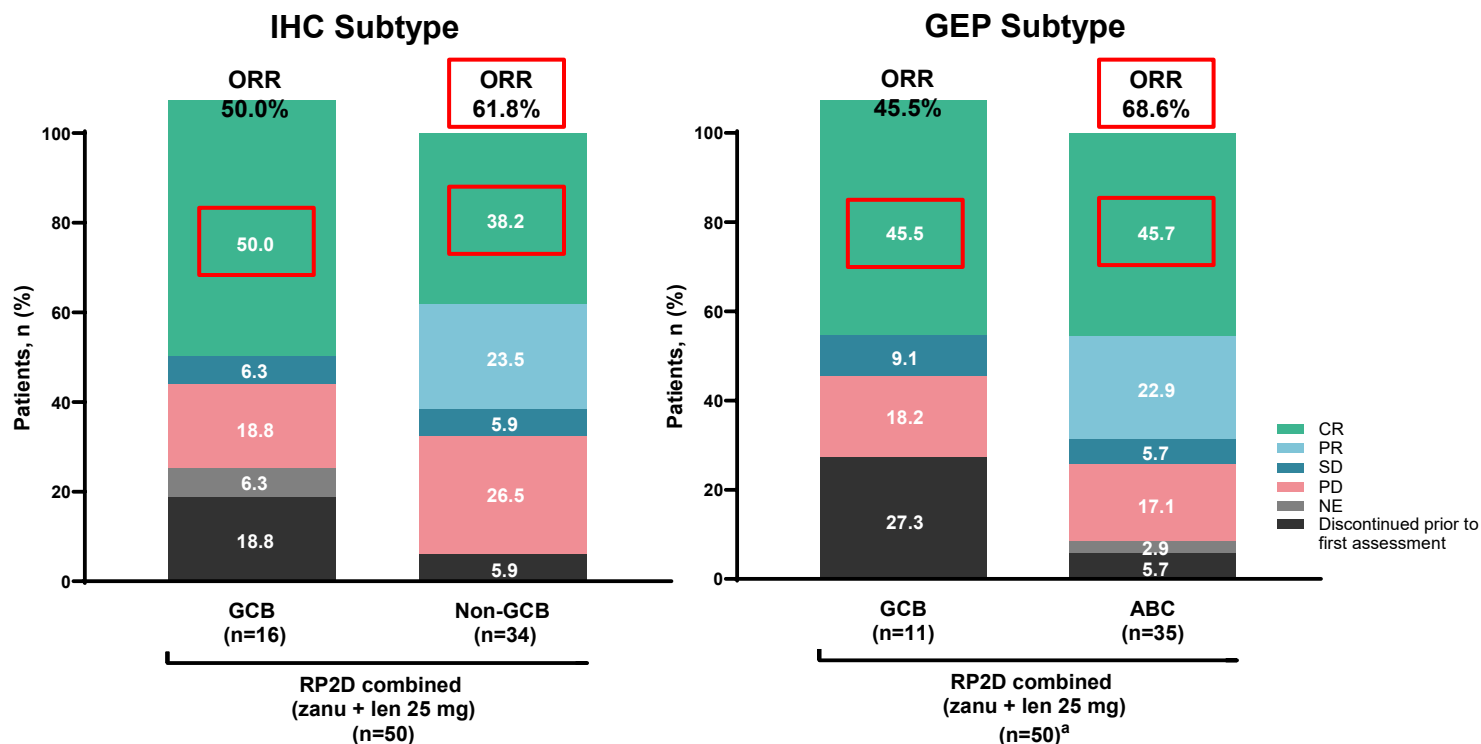 IHC Subtype
ORR
50.0%
ORR
61.8%
Patients, n (%)
100
80
60
40
20
0
50.0
6.3
18.8
6.3
18.8
38.2
23.5
5.9
26.5
5.9
GCB
(n=16)
Non-GCB
(n=34)
RP2D combined
(zanu + len 25 mg)
(n=50)
GEP Subtype
ORR
45.5%
ORR
68.6%
Patients, n (%)
100
80
60
40
20
0
45.5
9.1
18.2
27.3
45.7
22.9
5.7
17.1
2.9
5.7
GCB
(n=11)
ABC
(n=35)
RP2D combined
(zanu + len 25 mg)
(n=50)a
CR
PR
SD
PD
NE
Discontinued prior to
first assessment